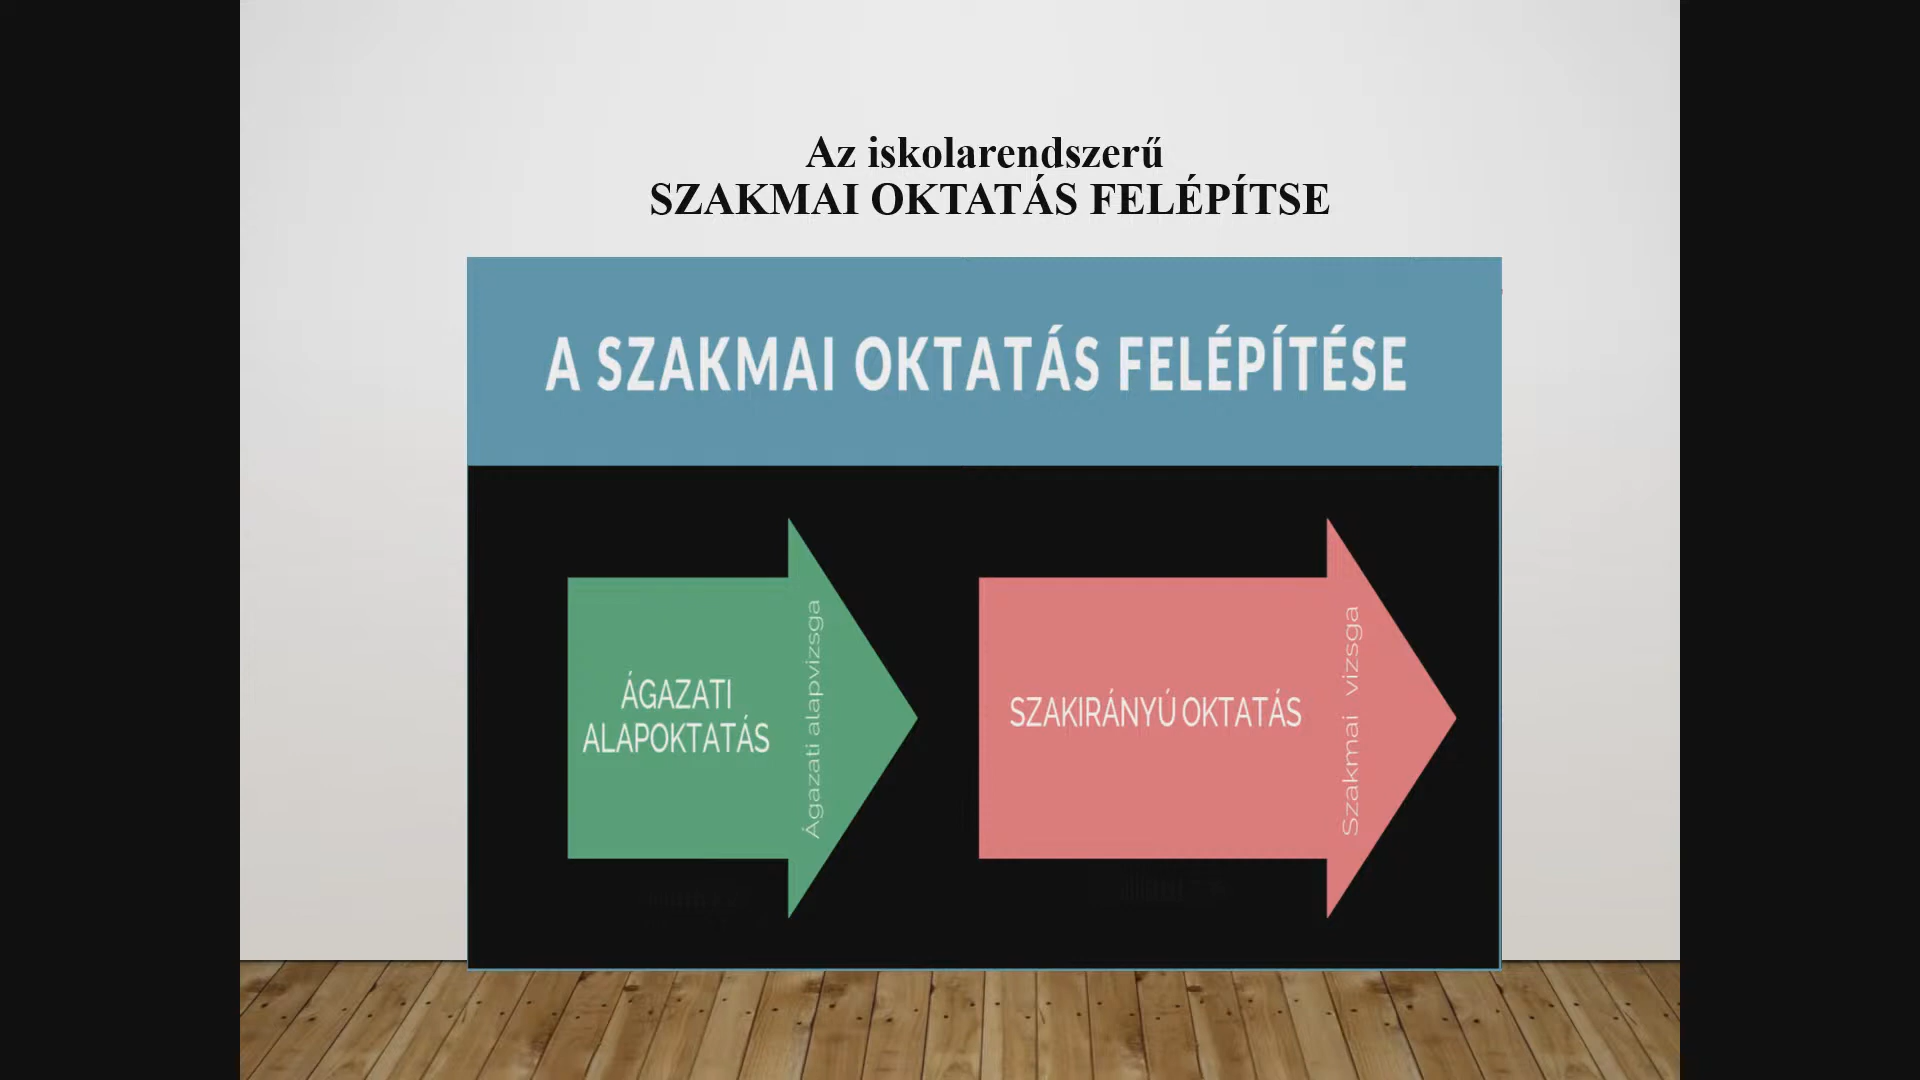 Az iskolarendszerű
SZAKMAI OKTATÁS FELÉPÍTSE
A SZAKMAI OKTATÁS FELÉPÍTÉSE
ÁGAZATI
ALAPOKTATÁS
Ágazati alapvizsga
SZAKIRÁNYÚ OKTATÁS
Szakmai vizsga